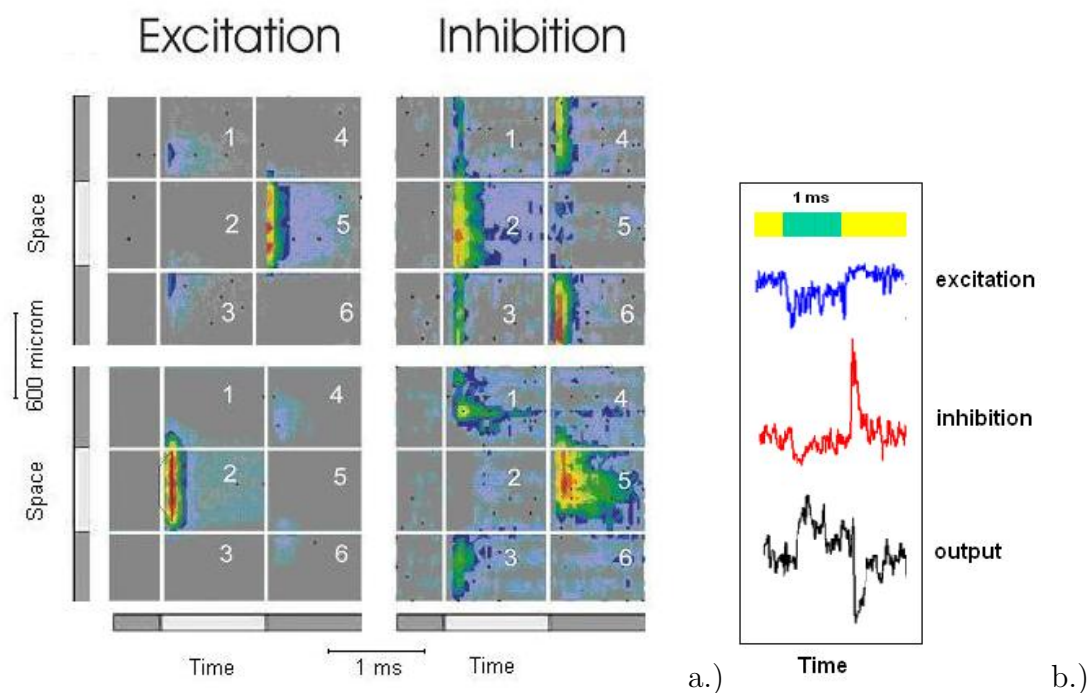 Excitation
Inhibition
1 4
2 5
3 6
1 4
2 5
3 6
1 4
2 5
3 6
1 4
2 5
3 6
Space
600 microm
Space
Time
1 ms
Time
a.)
1 ms
excitation
inhibition
output
Time
b.)